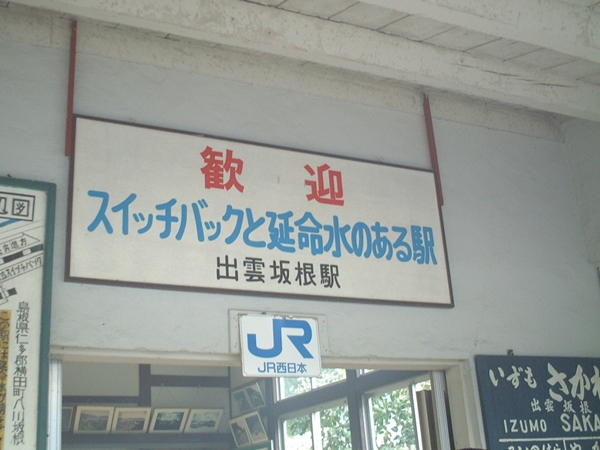 歓迎
スイッチバックと延命水のある駅
出雲坂根駅
JR
JR西日本
島根県仁多郡横田町八川坂根
いずも さかね
出雲 坂根
IZUMO SAKA